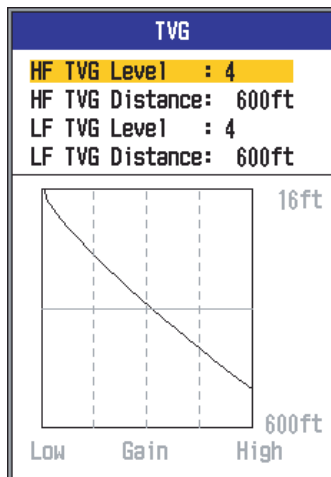 TVG
HF TVG Level : 4
HF TVG Distance: 600ft
LF TVG Level : 4
LF TVG Distance: 600ft
16ft
600ft
Low Gain High